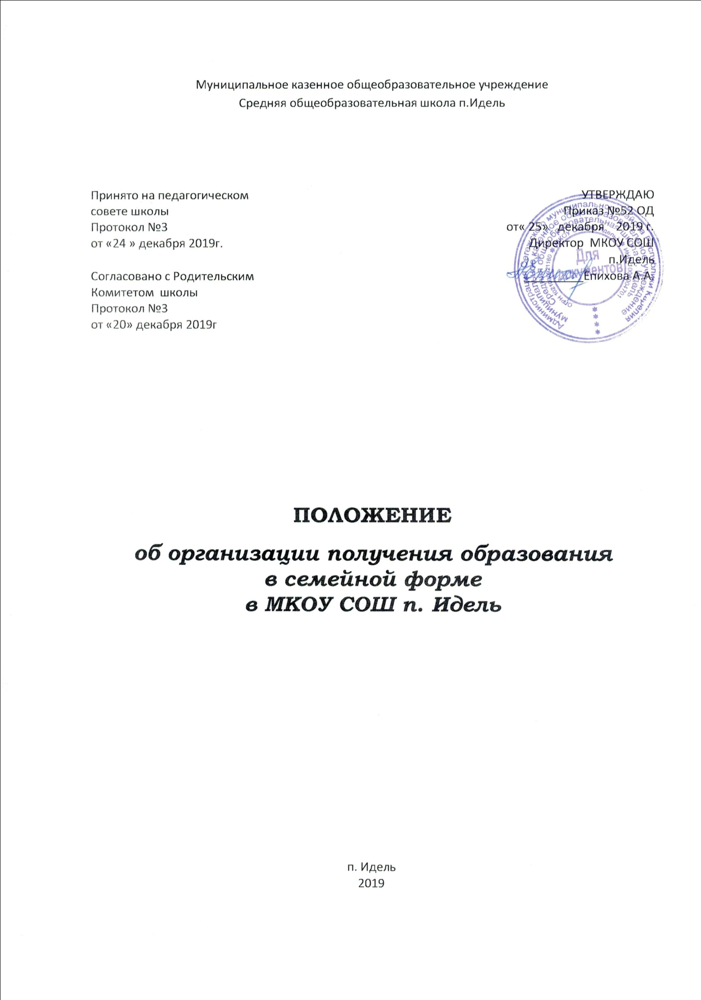 Муниципальное казенное общеобразовательное учреждение
Средняя общеобразовательная школа п.Идель
Принято на педагогическом
совете школы
Протокол №3
от «24 » декабря 2019г.
Согласовано с Родительским
Комитетом школы
Протокол №3
от «20» декабря 2019г
УТВЕРЖДАЮ
Приказ №52 ОД
от« 25» декабря 2019 г.
Директор МКОУ СОШ
п.Идель
Епихова А.А.
Для
документов
ПОЛОЖЕНИЕ
об организации получения образования
в семейной форме
в МКОУ СОШ п. Идель
п. Идель
2019